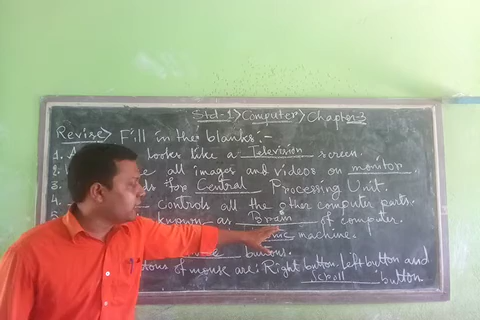 Std-1> Computer> Chapter-3
Revise> Fill in the blanks:-
1. A looks like a Television screen.
2. all images and videos on monitor.
3. for Central Processing Unit.
4. controls all the other computer parts.
known as Brain of computer.
machine.
buttons.
of mouse are: Right button, Left button and
Scroll button